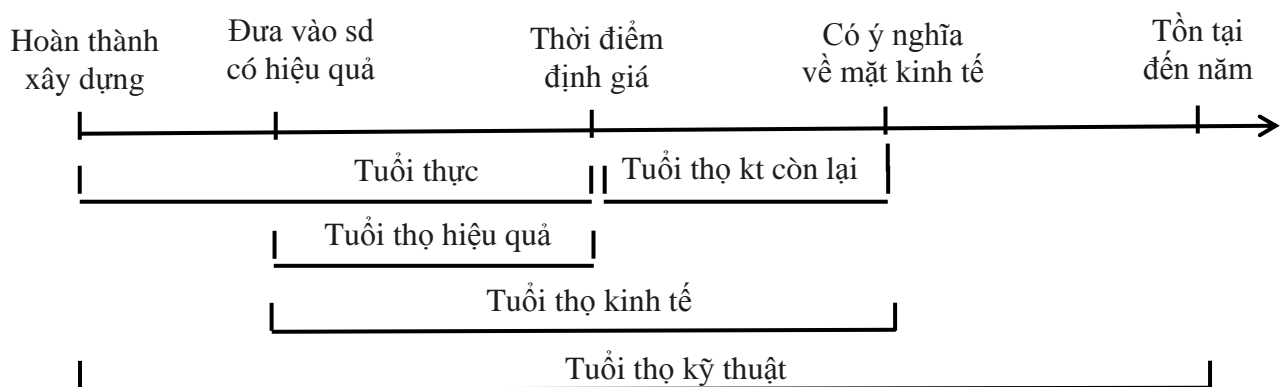 Hoàn thành
xây dựng
Đưa vào sd
có hiệu quả
Thời điểm
định giá
Có ý nghĩa
về mặt kinh tế
Tồn tại
đến năm
Tuổi thực
Tuổi thọ kt còn lại
Tuổi thọ hiệu quả
Tuổi thọ kinh tế
Tuổi thọ kỹ thuật